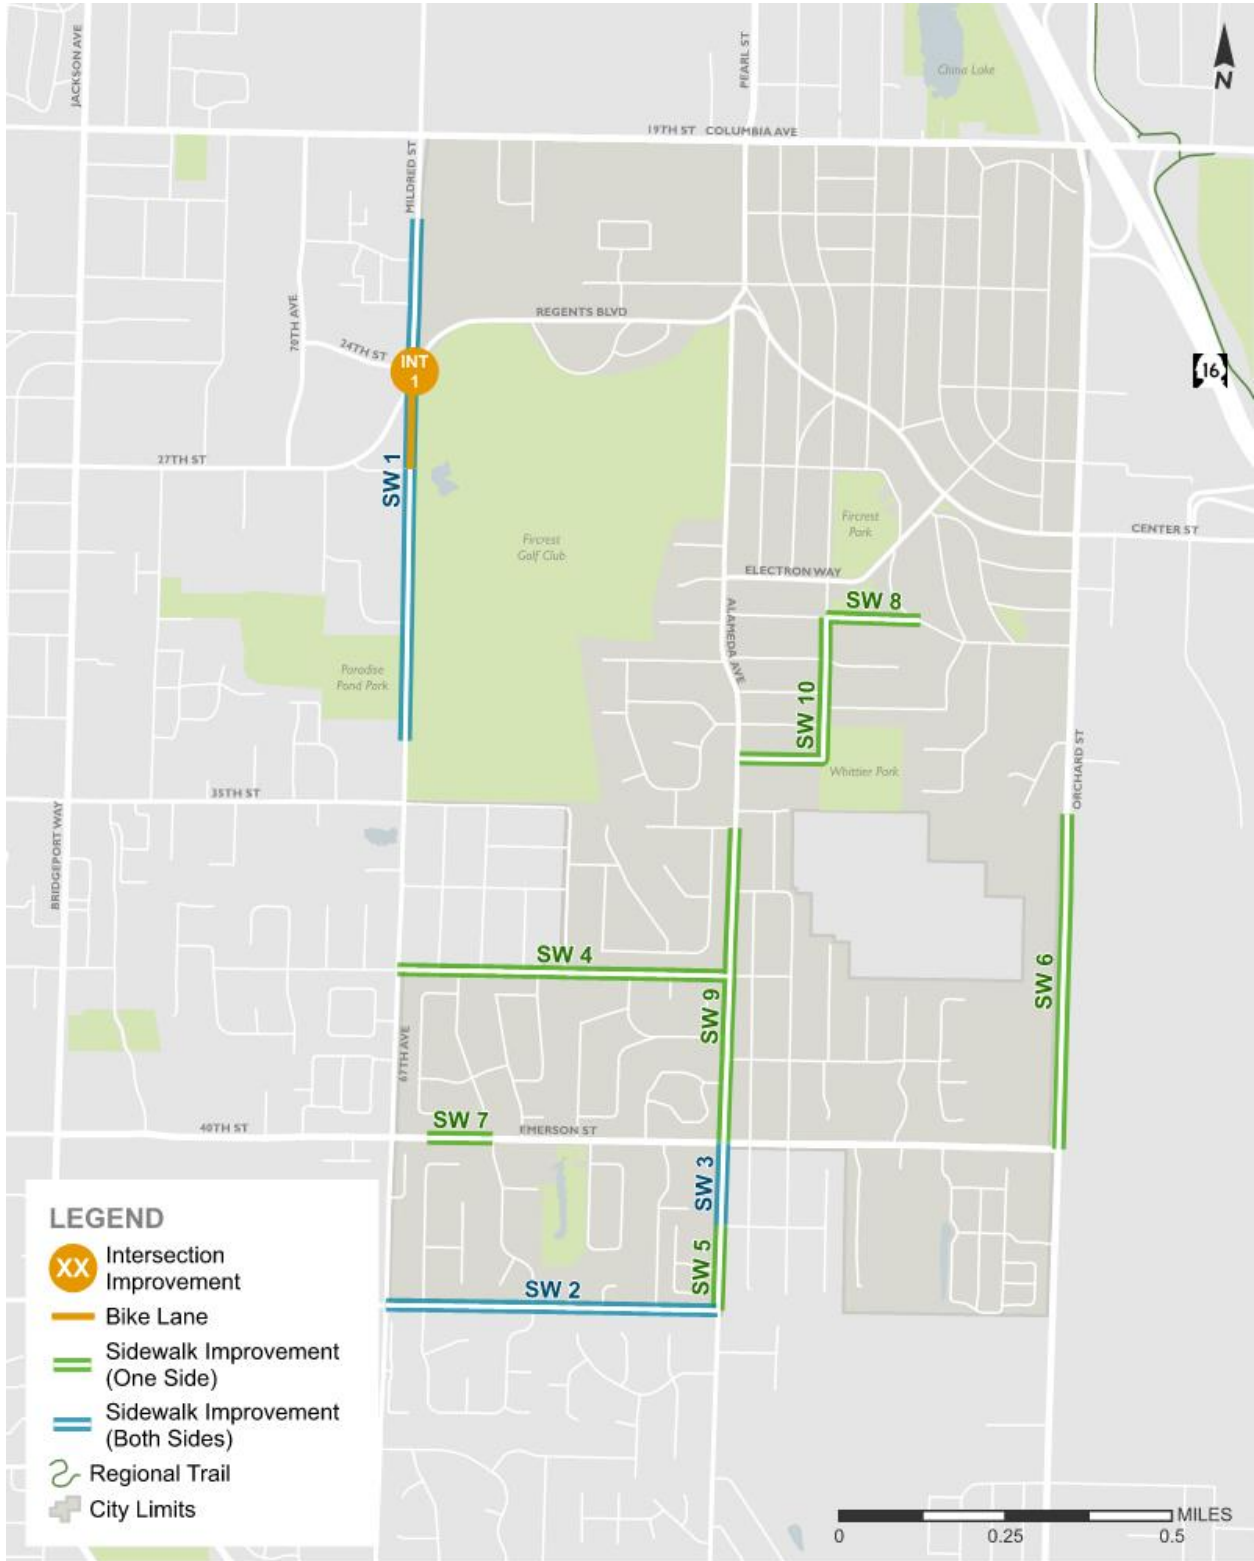 JACKSON AVE
PEARL ST
China Lake
N
19TH ST COLUMBIA AVE
MILDRED ST
70TH AVE
REGENTS BLVD
24TH ST
INT
1
16
27TH ST
SW 1
Fircrest
Golf Club
Fircrest
Park
CENTER ST
ELECTRON WAY
SW 8
ALAMEDA AVE
Paradise
Pond Park
SW 10
Whittier Park
ORCHARD ST
35TH ST
BRIDGEPORT WAY
SW 4
SW 9
SW 6
67TH AVE
SW 7
40TH ST
EMERSON ST
SW 3
SW 5
SW 2
LEGEND
XX
Intersection
Improvement
Bike Lane
Sidewalk Improvement
(One Side)
Sidewalk Improvement
(Both Sides)
Regional Trail
City Limits
MILES
0
0.25
0.5